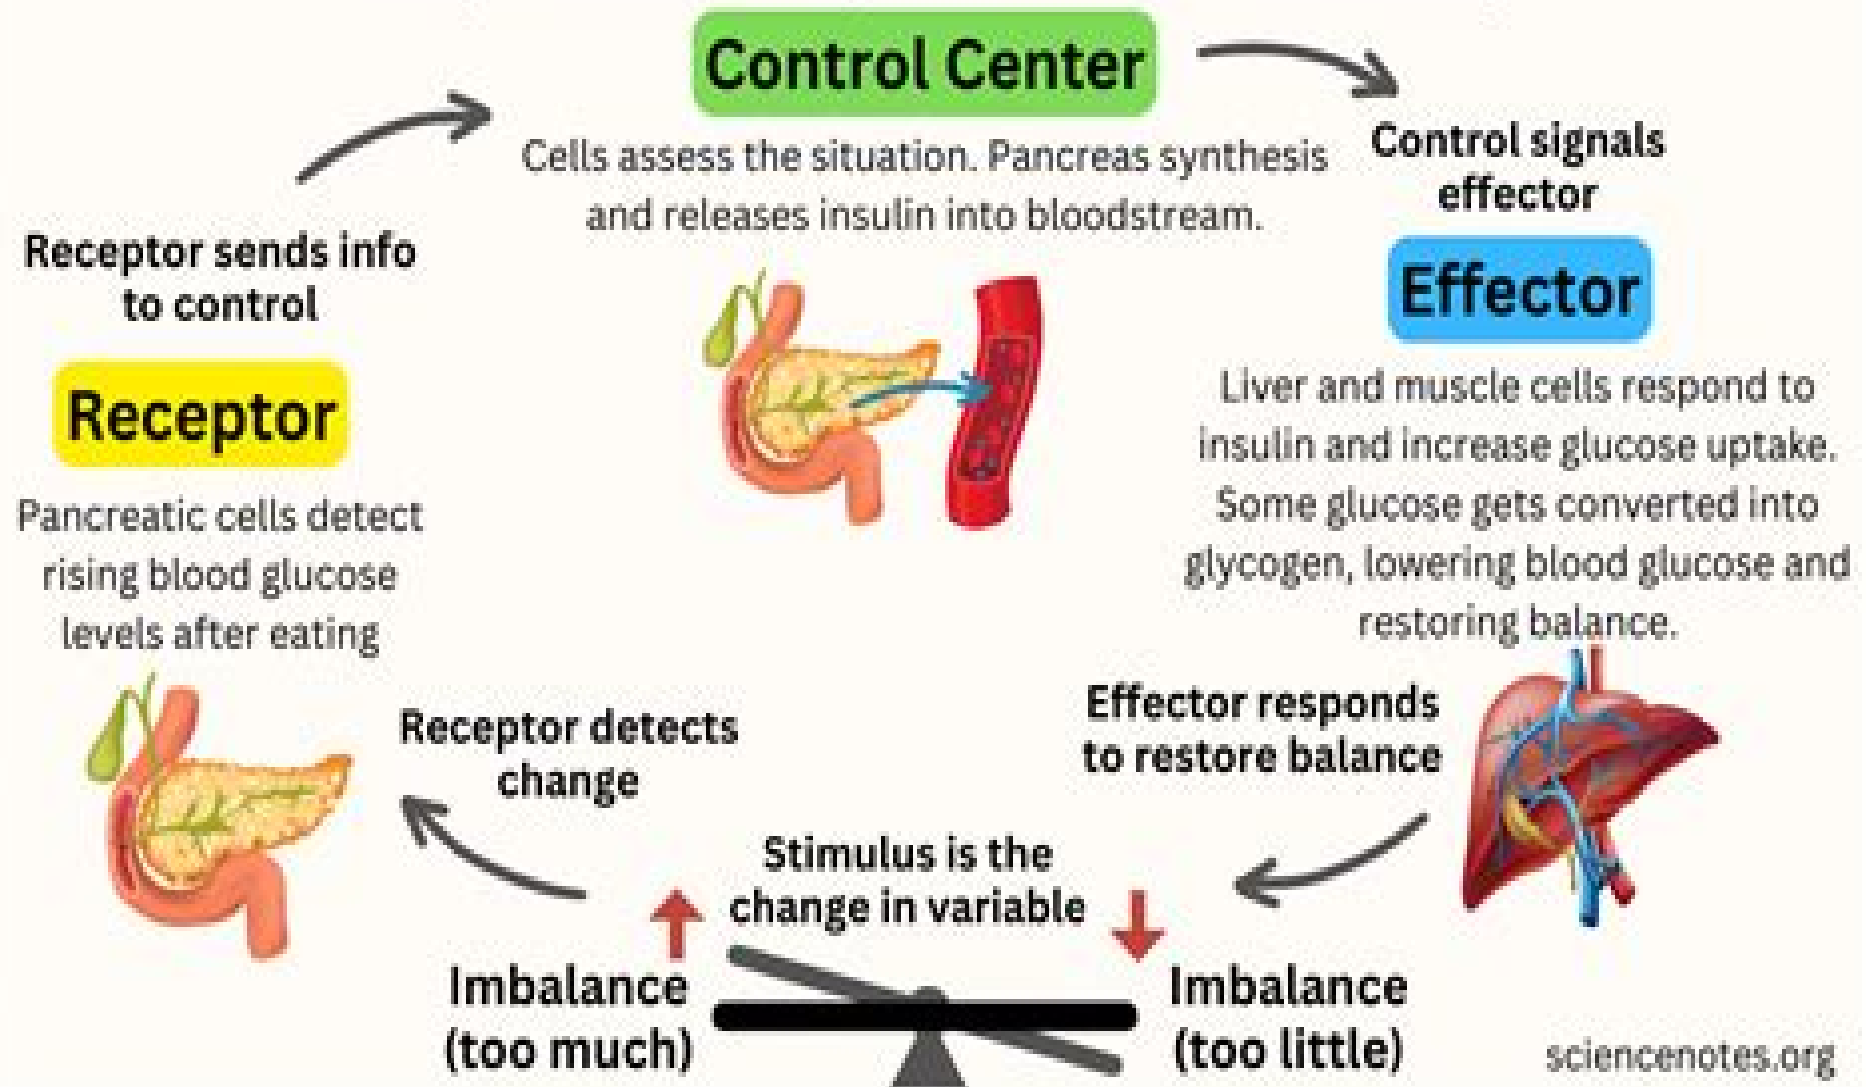 Control Center
Cells assess the situation. Pancreas synthesis
and releases insulin into bloodstream.
Control signals
effector
Effector
Liver and muscle cells respond to
insulin and increase glucose uptake.
Some glucose gets converted into
glycogen, lowering blood glucose and
restoring balance.
Receptor sends info
to control
Receptor
Pancreatic cells detect
rising blood glucose
levels after eating
Receptor detects
change
Effector responds
to restore balance
Stimulus is the
change in variable
Imbalance
(too much)
Imbalance
(too little)
sciencenotes.org